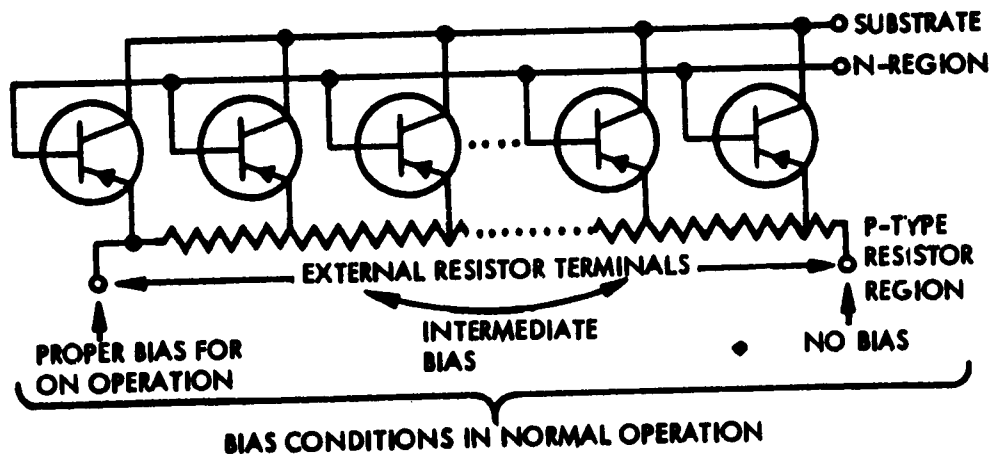 SUBSTRATE
N-REGION
P-TYPE
RESISTOR
REGION
EXTERNAL RESISTOR TERMINALS
INTERMEDIATE
BIAS
PROPER BIAS FOR
ON OPERATION
NO BIAS
BIAS CONDITIONS IN NORMAL OPERATION